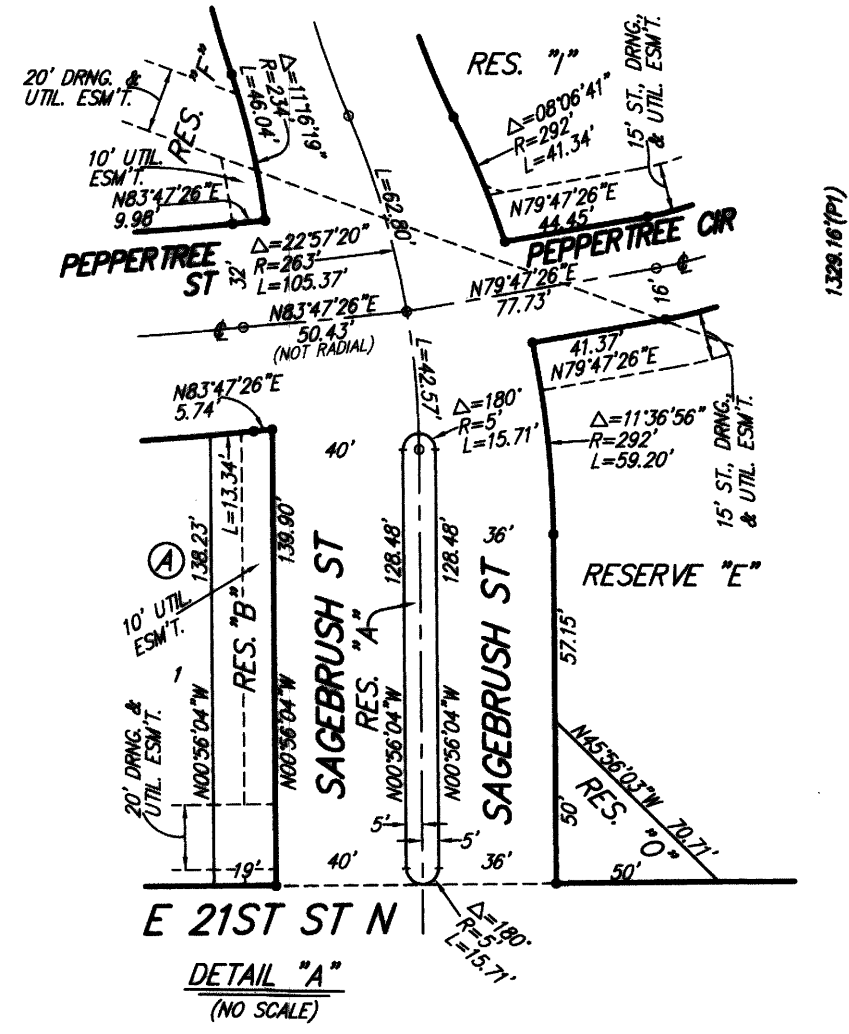 20' DRNG. &
UTIL. ESM'T.
RES. "F"
10' UTIL.
ESM'T.
Δ=11°16'19"
R=234'
L=46.04'
N83°47'26"E
9.98'
PEPPERTREE
ST
32'
Δ=22°57'20"
R=263'
L=105.37'
L=62.80'
RES. "I"
Δ=08°06'41"
R=292'
L=41.34'
15' ST., DRNG.,
& UTIL. ESM'T.
N79°47'26"E
44.45'
PEPPERTREE CIR
1329.16'(P1)
N83°47'26"E
50.43'
(NOT RADIAL)
N79°47'26"E
77.73'
16'
41.37'
N79°47'26"E
L=42.57'
N83°47'26"E
5.74'
Δ=180°
R=5'
L=15.71'
Δ=11°36'56"
R=292'
L=59.20'
15' ST., DRNG.,
& UTIL. ESM'T.
40'
36'
L=13.34'
138.23'
139.90'
128.48'
128.48'
A
10' UTIL.
ESM'T.
1
RES. "B"
SAGEBRUSH ST
RES. "A"
SAGEBRUSH ST
RESERVE "E"
57.15'
20' DRNG. &
UTIL. ESM'T.
N00°56'04"W
N00°56'04"W
N00°56'04"W
N00°56'04"W
N45°56'03"W
70.71'
RES. "O"
50'
50'
5'
5'
19'
40'
36'
E 21ST ST N
Δ=180°
R=5'
L=15.71'
DETAIL "A"
(NO SCALE)